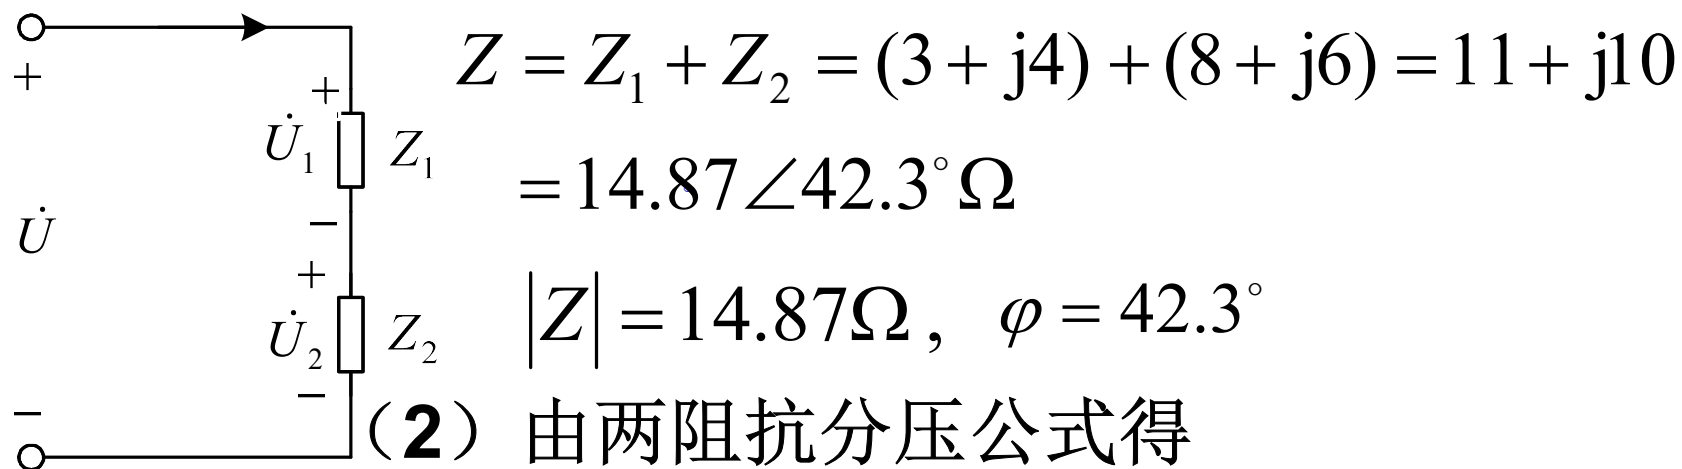 +
U̇
−
+
U̇₁ Z₁
−
+
U̇₂ Z₂
−
Z = Z₁ + Z₂ = (3 + j4) + (8 + j6) = 11 + j10
= 14.87∠42.3°Ω
|Z| = 14.87Ω , φ = 42.3°
（2）由两阻抗分压公式得